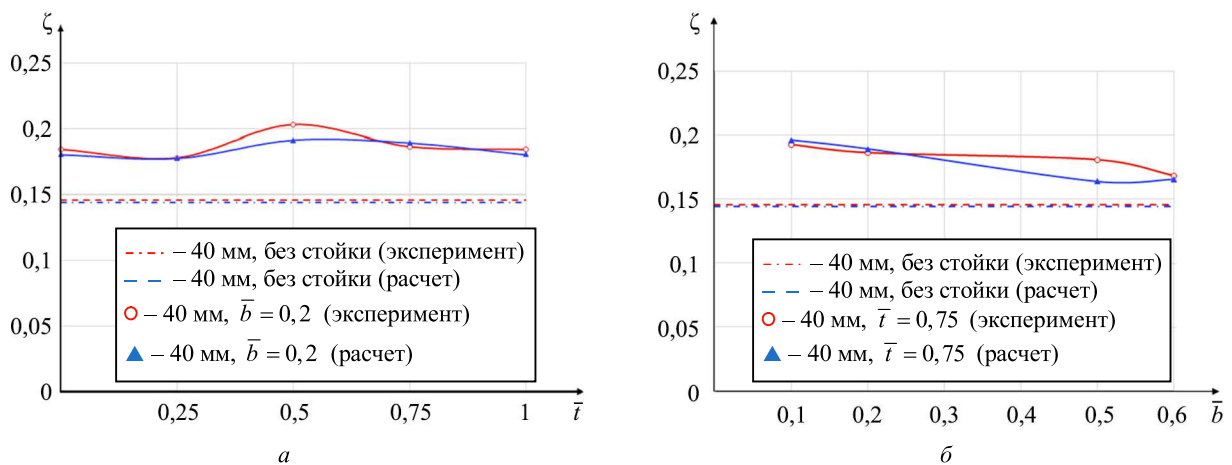 ζ
0,25
0,2
0,15
0,1
0,05
0
0,25 0,5 0,75 1 t̅
– 40 мм, без стойки (эксперимент)
– 40 мм, без стойки (расчет)
– 40 мм, b̅ = 0,2 (эксперимент)
– 40 мм, b̅ = 0,2 (расчет)
а
ζ
0,25
0,2
0,15
0,1
0,05
0
0,1 0,2 0,3 0,4 0,5 0,6 b̅
– 40 мм, без стойки (эксперимент)
– 40 мм, без стойки (расчет)
– 40 мм, t̅ = 0,75 (эксперимент)
– 40 мм, t̅ = 0,75 (расчет)
б